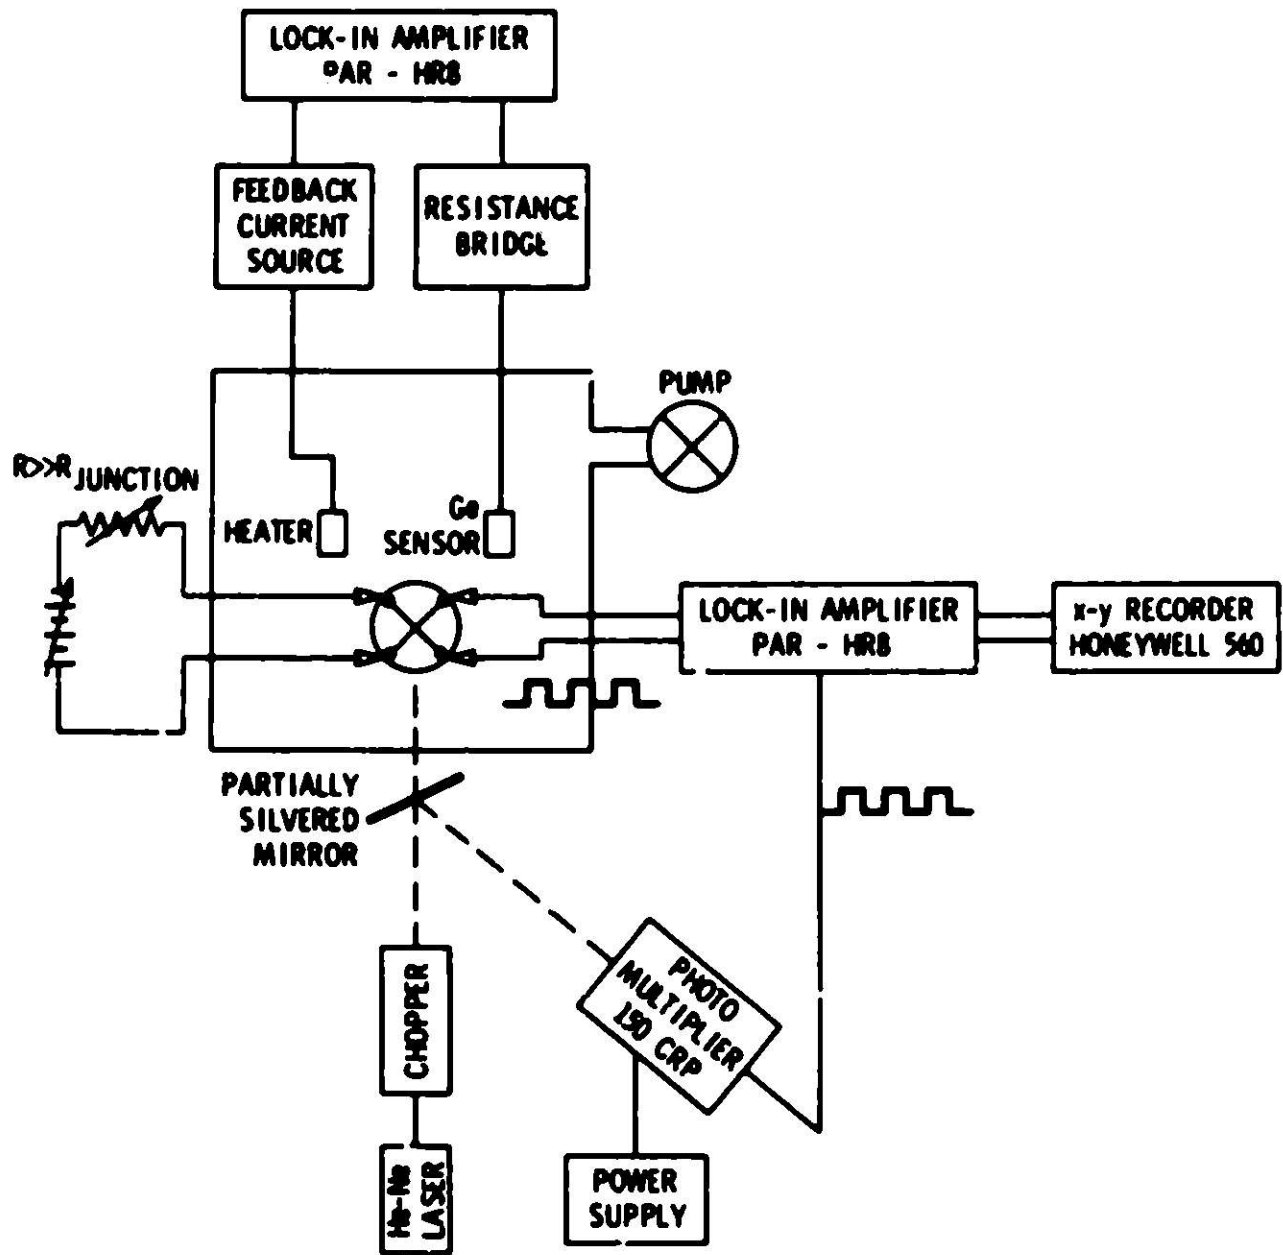 LOCK-IN AMPLIFIER
PAR - HR8
FEEDBACK
CURRENT
SOURCE
RESISTANCE
BRIDGE
PUMP
R>>R JUNCTION
HEATER
Ge
SENSOR
LOCK-IN AMPLIFIER
PAR - HR8
x-y RECORDER
HONEYWELL 560
PARTIALLY
SILVERED
MIRROR
CHOPPER
PHOTO
MULTIPLIER
150 CRP
He-Ne
LASER
POWER
SUPPLY